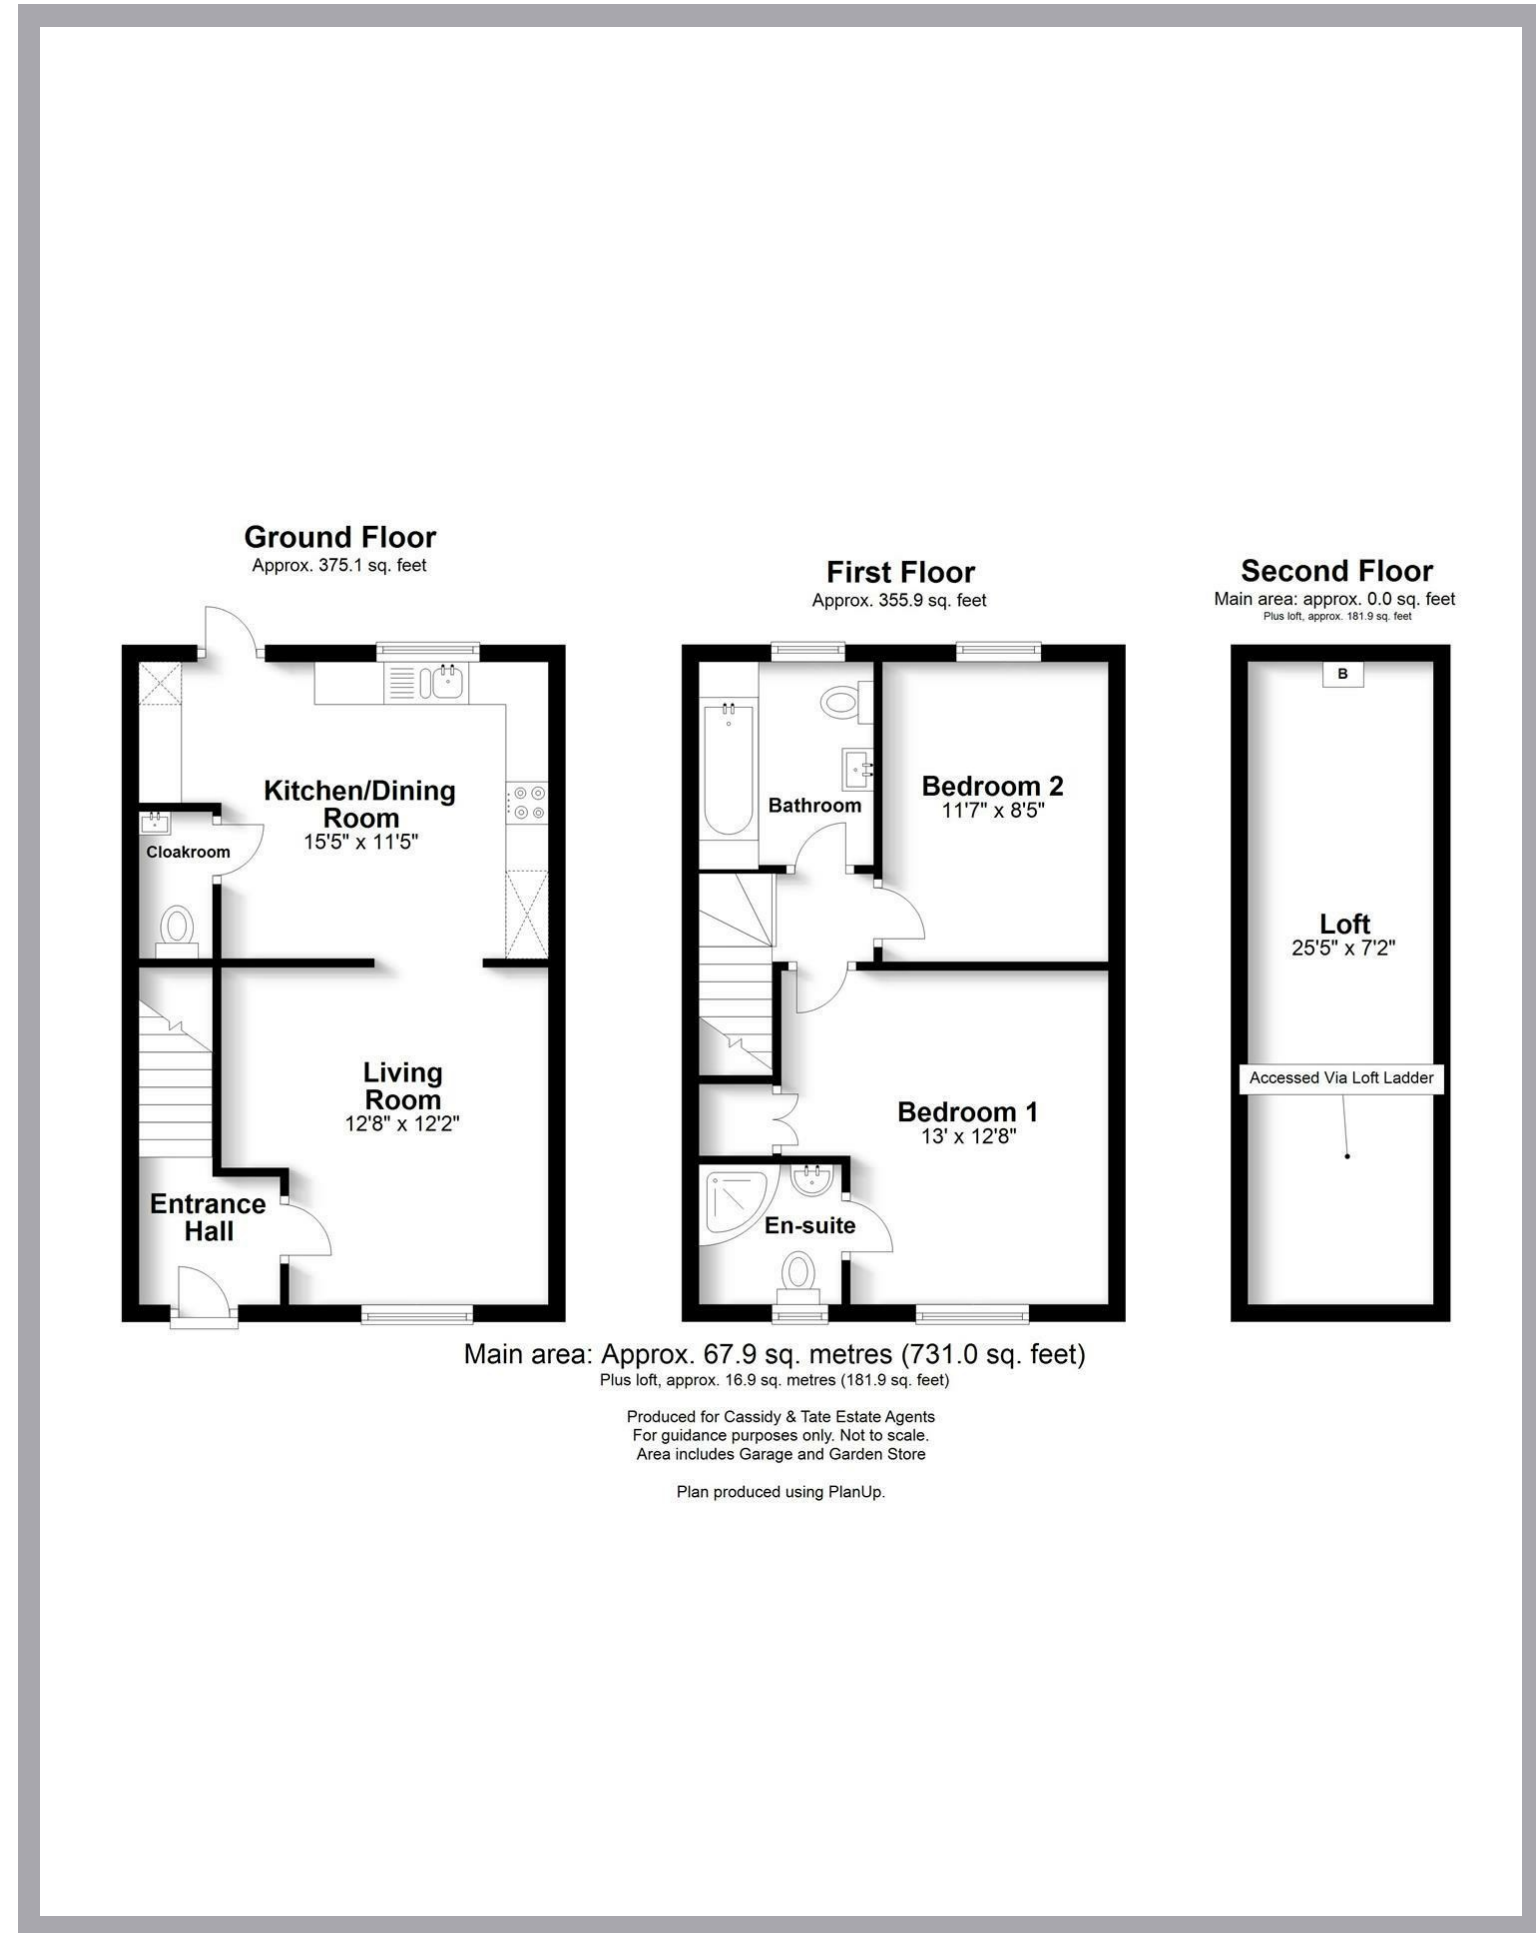 Ground Floor
Approx. 375.1 sq. feet
Kitchen/Dining
Room
15'5" x 11'5"
Cloakroom
Living
Room
12'8" x 12'2"
Entrance
Hall
First Floor
Approx. 355.9 sq. feet
Bathroom
Bedroom 2
11'7" x 8'5"
Bedroom 1
13' x 12'8"
En-suite
Second Floor
Main area: approx. 0.0 sq. feet
Plus loft, approx. 181.9 sq. feet
B
Loft
25'5" x 7'2"
Accessed Via Loft Ladder
Main area: Approx. 67.9 sq. metres (731.0 sq. feet)
Plus loft, approx. 16.9 sq. metres (181.9 sq. feet)
Produced for Cassidy & Tate Estate Agents
For guidance purposes only. Not to scale.
Area includes Garage and Garden Store
Plan produced using PlanUp.